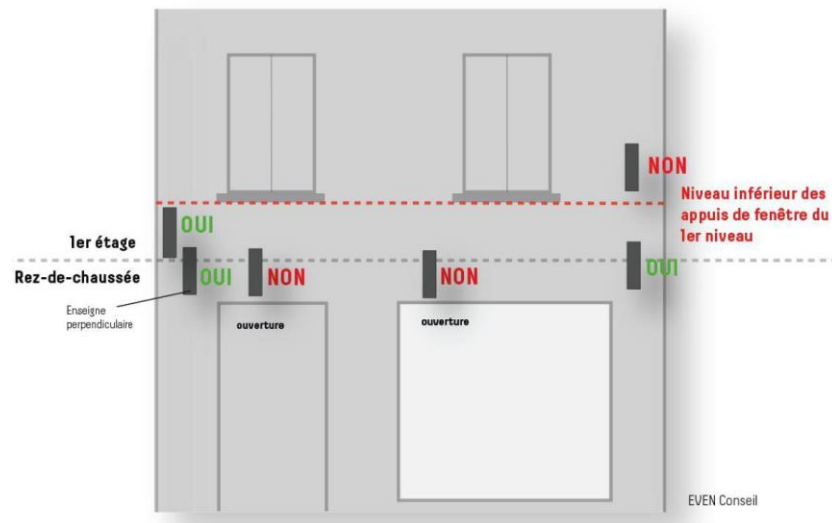 NON
Niveau inférieur des
appuis de fenêtre du
1er niveau
OUI
1er étage
Rez-de-chaussée
OUI
NON
NON
OUI
Enseigne
perpendiculaire
ouverture
ouverture
EVEN Conseil